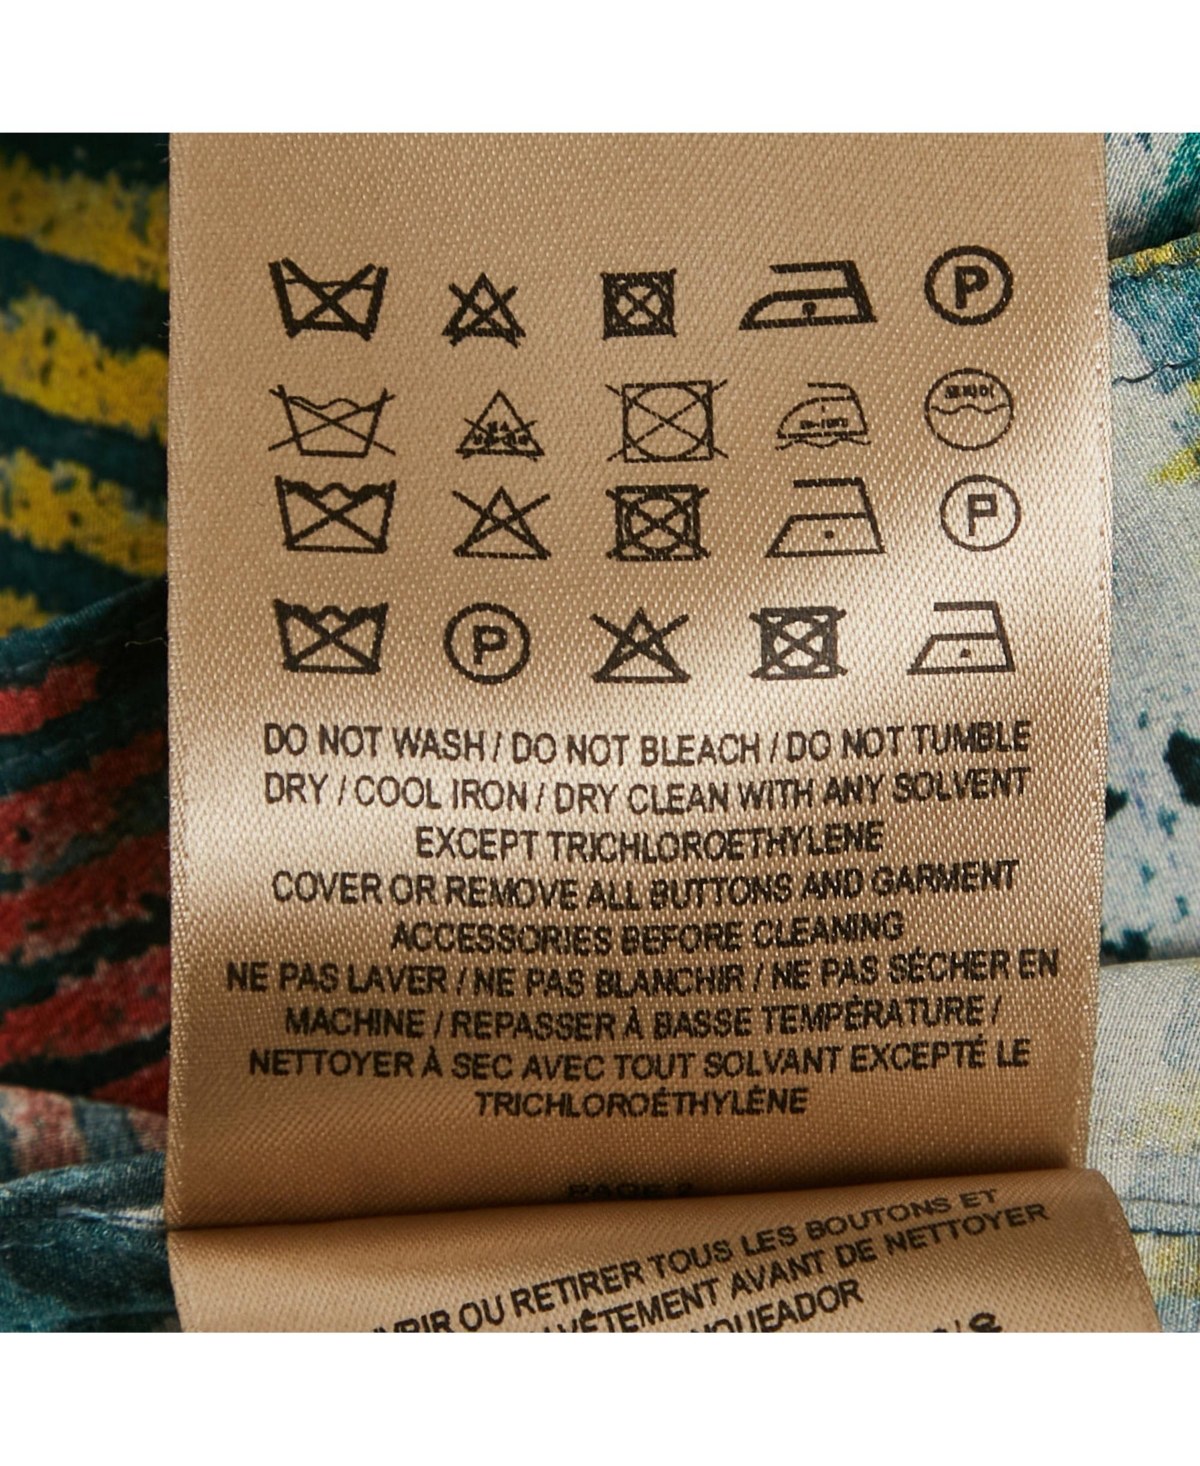 P
P
P
DO NOT WASH / DO NOT BLEACH / DO NOT TUMBLE
DRY / COOL IRON / DRY CLEAN WITH ANY SOLVENT
EXCEPT TRICHLOROETHYLENE
COVER OR REMOVE ALL BUTTONS AND GARMENT
ACCESSORIES BEFORE CLEANING
NE PAS LAVER / NE PAS BLANCHIR / NE PAS SÉCHER EN
MACHINE / REPASSER À BASSE TEMPÉRATURE /
NETTOYER À SEC AVEC TOUT SOLVANT EXCEPTÉ LE
TRICHLOROÉTHYLÈNE
PAGE 2
OU RETIRER TOUS LES BOUTONS ET
VÊTEMENT AVANT DE NETTOYER